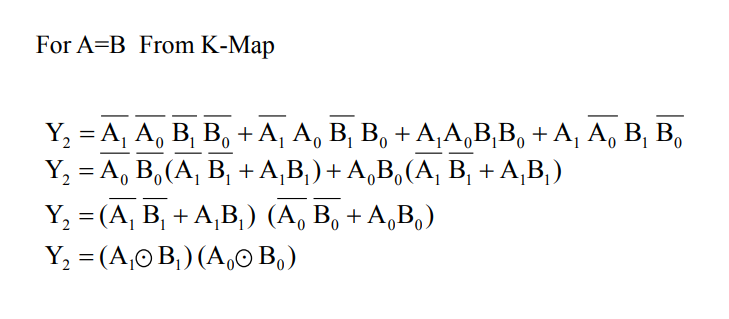 For A=B From K-Map
Y₂ = A̅₁ A̅₀ B̅₁ B̅₀ + A̅₁ A₀ B̅₁ B₀ + A₁A₀B₁B₀ + A₁ A̅₀ B₁ B̅₀
Y₂ = A̅₀ B̅₀(A̅₁ B̅₁ + A₁B₁) + A₀B₀(A̅₁ B̅₁ + A₁B₁)
Y₂ = (A̅₁ B̅₁ + A₁B₁) (A̅₀ B̅₀ + A₀B₀)
Y₂ = (A₁⊙ B₁) (A₀⊙ B₀)